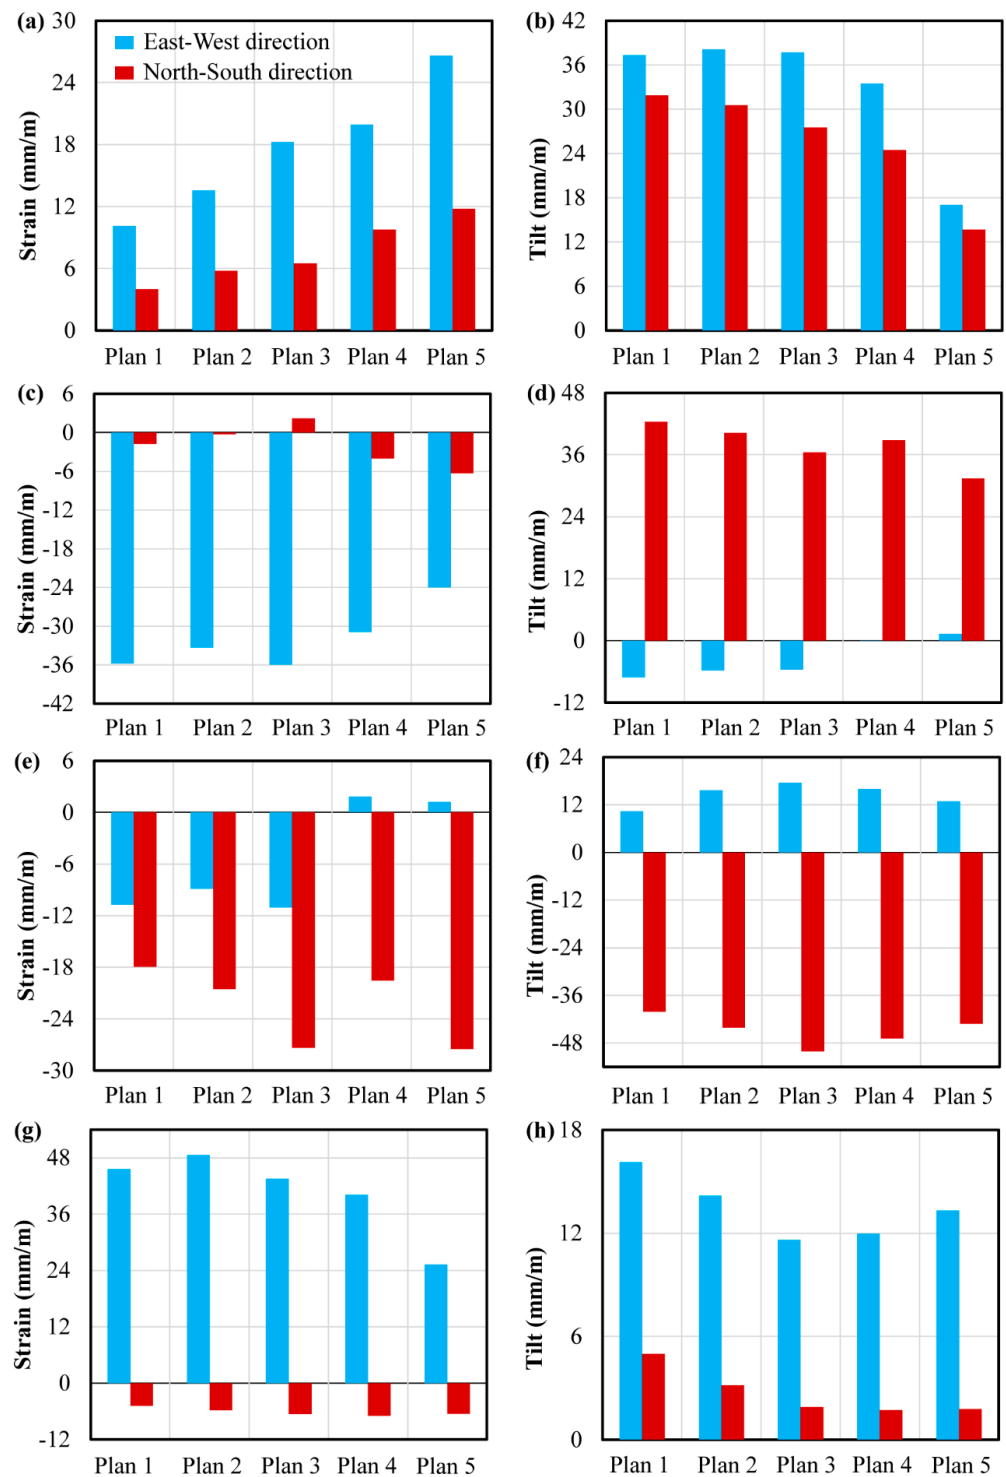 (a)
30
24
18
12
6
0
Strain (mm/m)
East-West direction
North-South direction
Plan 1 Plan 2 Plan 3 Plan 4 Plan 5
(b)
42
36
30
24
18
12
6
0
Tilt (mm/m)
Plan 1 Plan 2 Plan 3 Plan 4 Plan 5
(c)
6
0
-6
-12
-18
-24
-30
-36
-42
Strain (mm/m)
Plan 1 Plan 2 Plan 3 Plan 4 Plan 5
(d)
48
36
24
12
0
-12
Tilt (mm/m)
Plan 1 Plan 2 Plan 3 Plan 4 Plan 5
(e)
6
0
-6
-12
-18
-24
-30
Strain (mm/m)
Plan 1 Plan 2 Plan 3 Plan 4 Plan 5
(f)
24
12
0
-12
-24
-36
-48
Tilt (mm/m)
Plan 1 Plan 2 Plan 3 Plan 4 Plan 5
(g)
48
36
24
12
0
-12
Strain (mm/m)
Plan 1 Plan 2 Plan 3 Plan 4 Plan 5
(h)
18
12
6
0
Tilt (mm/m)
Plan 1 Plan 2 Plan 3 Plan 4 Plan 5